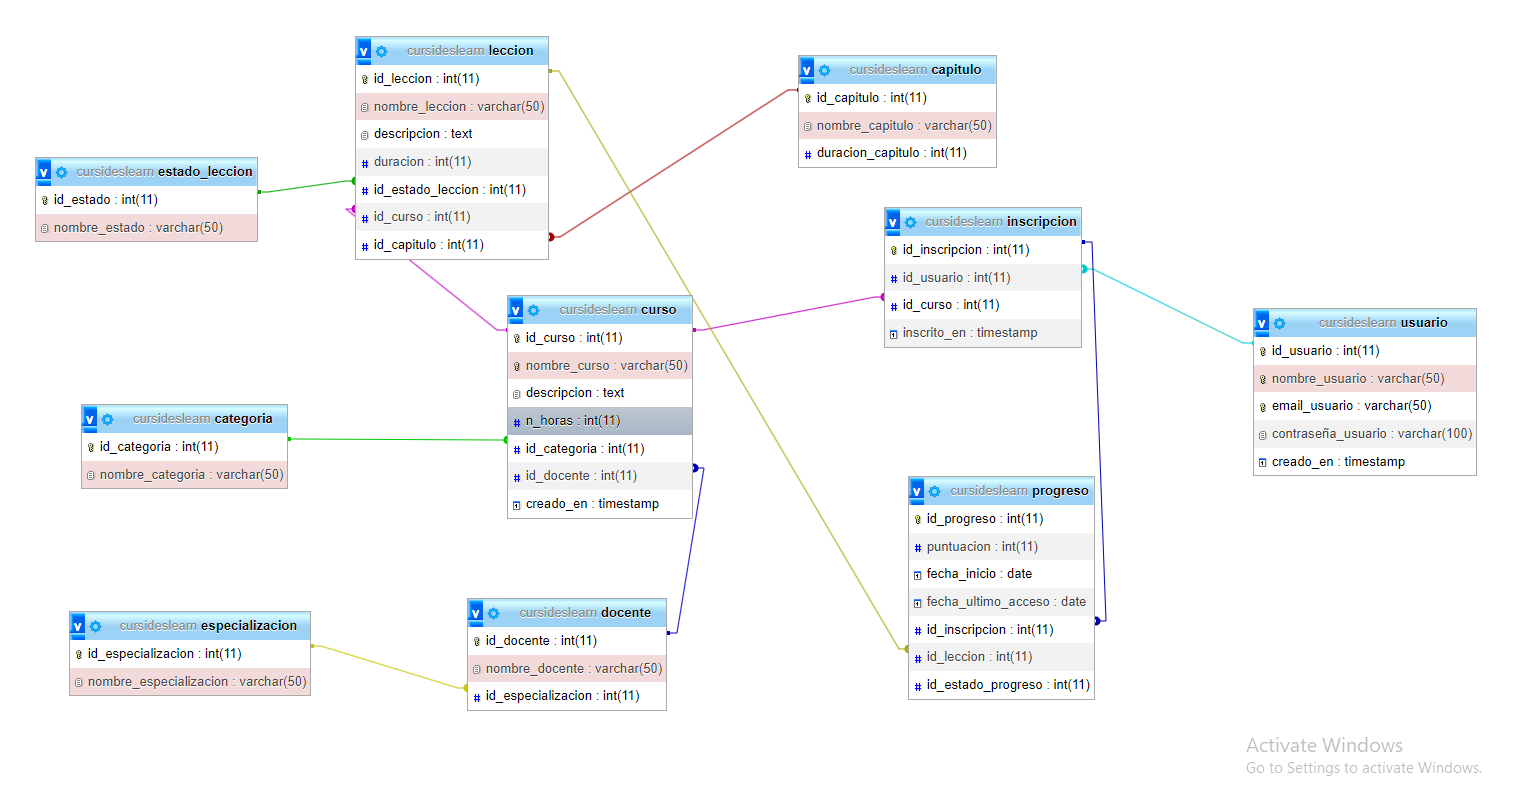 cursideslearn leccion
id_leccion : int(11)
nombre_leccion : varchar(50)
descripcion : text
duracion : int(11)
id_estado_leccion : int(11)
id_curso : int(11)
id_capitulo : int(11)
cursideslearn capitulo
id_capitulo : int(11)
nombre_capitulo : varchar(50)
duracion_capitulo : int(11)
cursideslearn estado_leccion
id_estado : int(11)
nombre_estado : varchar(50)
cursideslearn inscripcion
id_inscripcion : int(11)
id_usuario : int(11)
id_curso : int(11)
inscrito_en : timestamp
cursideslearn curso
id_curso : int(11)
nombre_curso : varchar(50)
descripcion : text
n_horas : int(11)
id_categoria : int(11)
id_docente : int(11)
creado_en : timestamp
cursideslearn usuario
id_usuario : int(11)
nombre_usuario : varchar(50)
email_usuario : varchar(50)
contraseña_usuario : varchar(100)
creado_en : timestamp
cursideslearn categoria
id_categoria : int(11)
nombre_categoria : varchar(50)
cursideslearn progreso
id_progreso : int(11)
puntuacion : int(11)
fecha_inicio : date
fecha_ultimo_acceso : date
id_inscripcion : int(11)
id_leccion : int(11)
id_estado_progreso : int(11)
cursideslearn especializacion
id_especializacion : int(11)
nombre_especializacion : varchar(50)
cursideslearn docente
id_docente : int(11)
nombre_docente : varchar(50)
id_especializacion : int(11)
Activate Windows
Go to Settings to activate Windows.